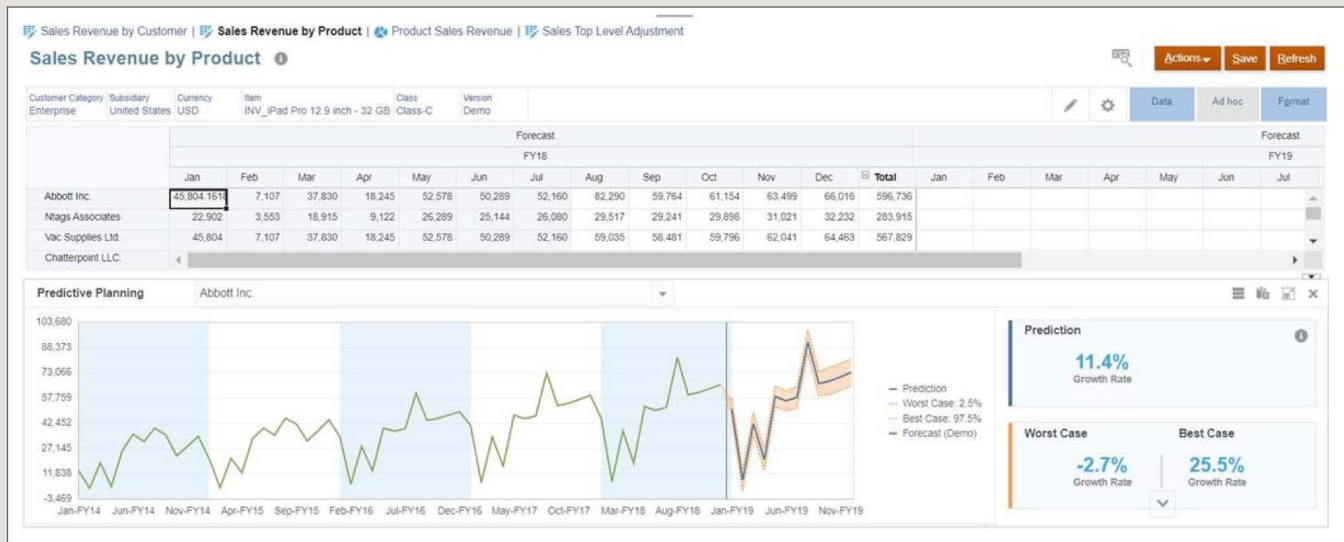 Sales Revenue by Customer | Sales Revenue by Product | Product Sales Revenue | Sales Top Level Adjustment
Sales Revenue by Product
Actions Save Refresh
Customer Category Subsidiary Currency Item Class Version
Enterprise United States USD INV_iPad Pro 12.9 inch - 32 GB Class-C Demo
Data Ad hoc Format
Forecast Forecast
FY18 FY19
Jan Feb Mar Apr May Jun Jul Aug Sep Oct Nov Dec Total Jan Feb Mar Apr May Jun Jul
Abbott Inc. 45,804.1618 7,107 37,830 18,245 52,578 50,289 52,160 82,290 59,764 61,154 63,499 66,016 596,736
Ntags Associates 22,902 3,553 18,915 9,122 26,289 25,144 26,080 29,517 29,241 29,898 31,021 32,232 283,915
Vac Supplies Ltd. 45,804 7,107 37,830 18,245 52,578 50,289 52,160 59,035 58,481 59,796 62,041 64,463 567,829
Chatterpoint LLC.
Predictive Planning Abbott Inc.
103,680
88,373
73,066
57,759
42,452
27,145
11,838
-3,469
Jan-FY14 Jun-FY14 Nov-FY14 Apr-FY15 Sep-FY15 Feb-FY16 Jul-FY16 Dec-FY16 May-FY17 Oct-FY17 Mar-FY18 Aug-FY18 Jan-FY19 Jun-FY19 Nov-FY19
Prediction
Worst Case: 2.5%
Best Case: 97.5%
Forecast (Demo)
Prediction
11.4%
Growth Rate
Worst Case Best Case
-2.7% 25.5%
Growth Rate Growth Rate